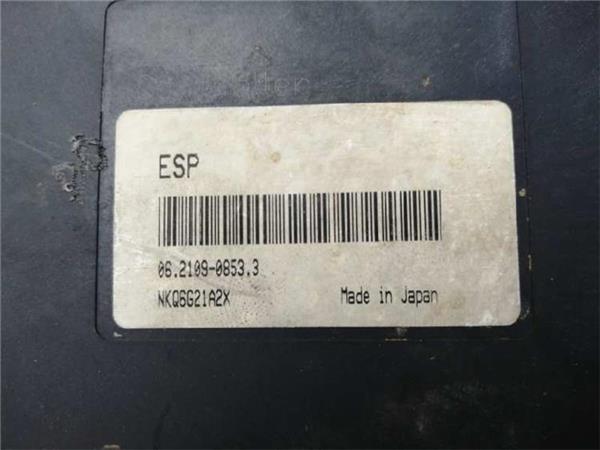 ESP
06.2109-0853.3
NKQ6G21A2X
Made in Japan